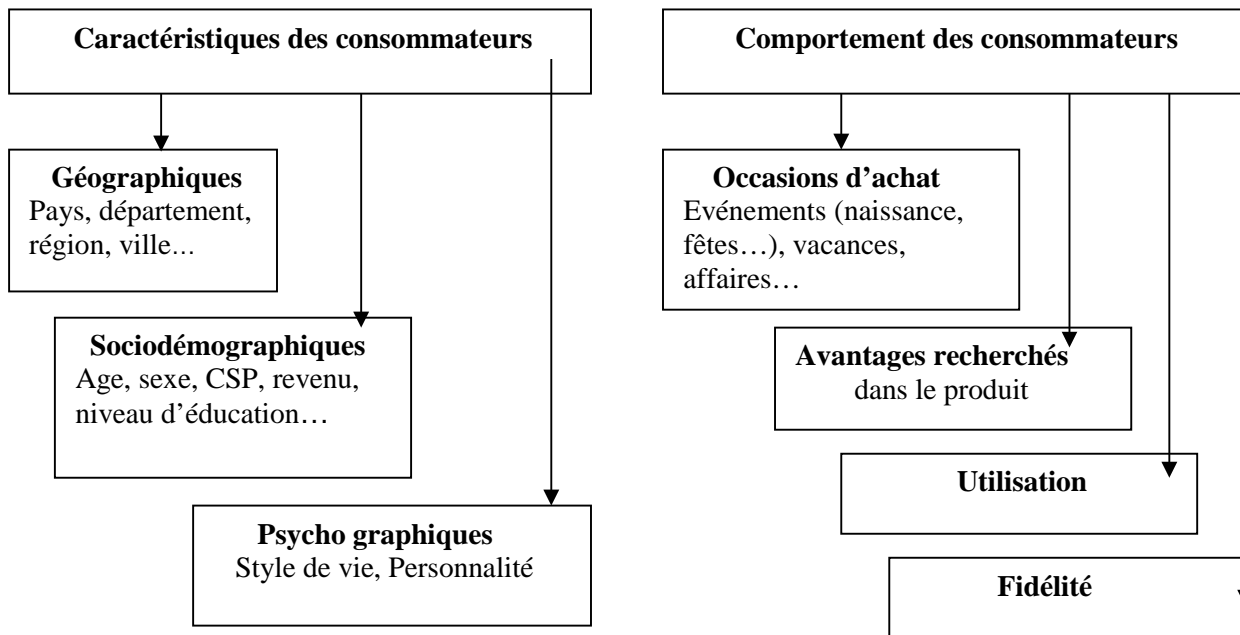 Caractéristiques des consommateurs
Géographiques
Pays, département,
région, ville…
Sociodémographiques
Age, sexe, CSP, revenu,
niveau d’éducation…
Psycho graphiques
Style de vie, Personnalité
Comportement des consommateurs
Occasions d’achat
Evénements (naissance,
fêtes…), vacances,
affaires…
Avantages recherchés
dans le produit
Utilisation
Fidélité